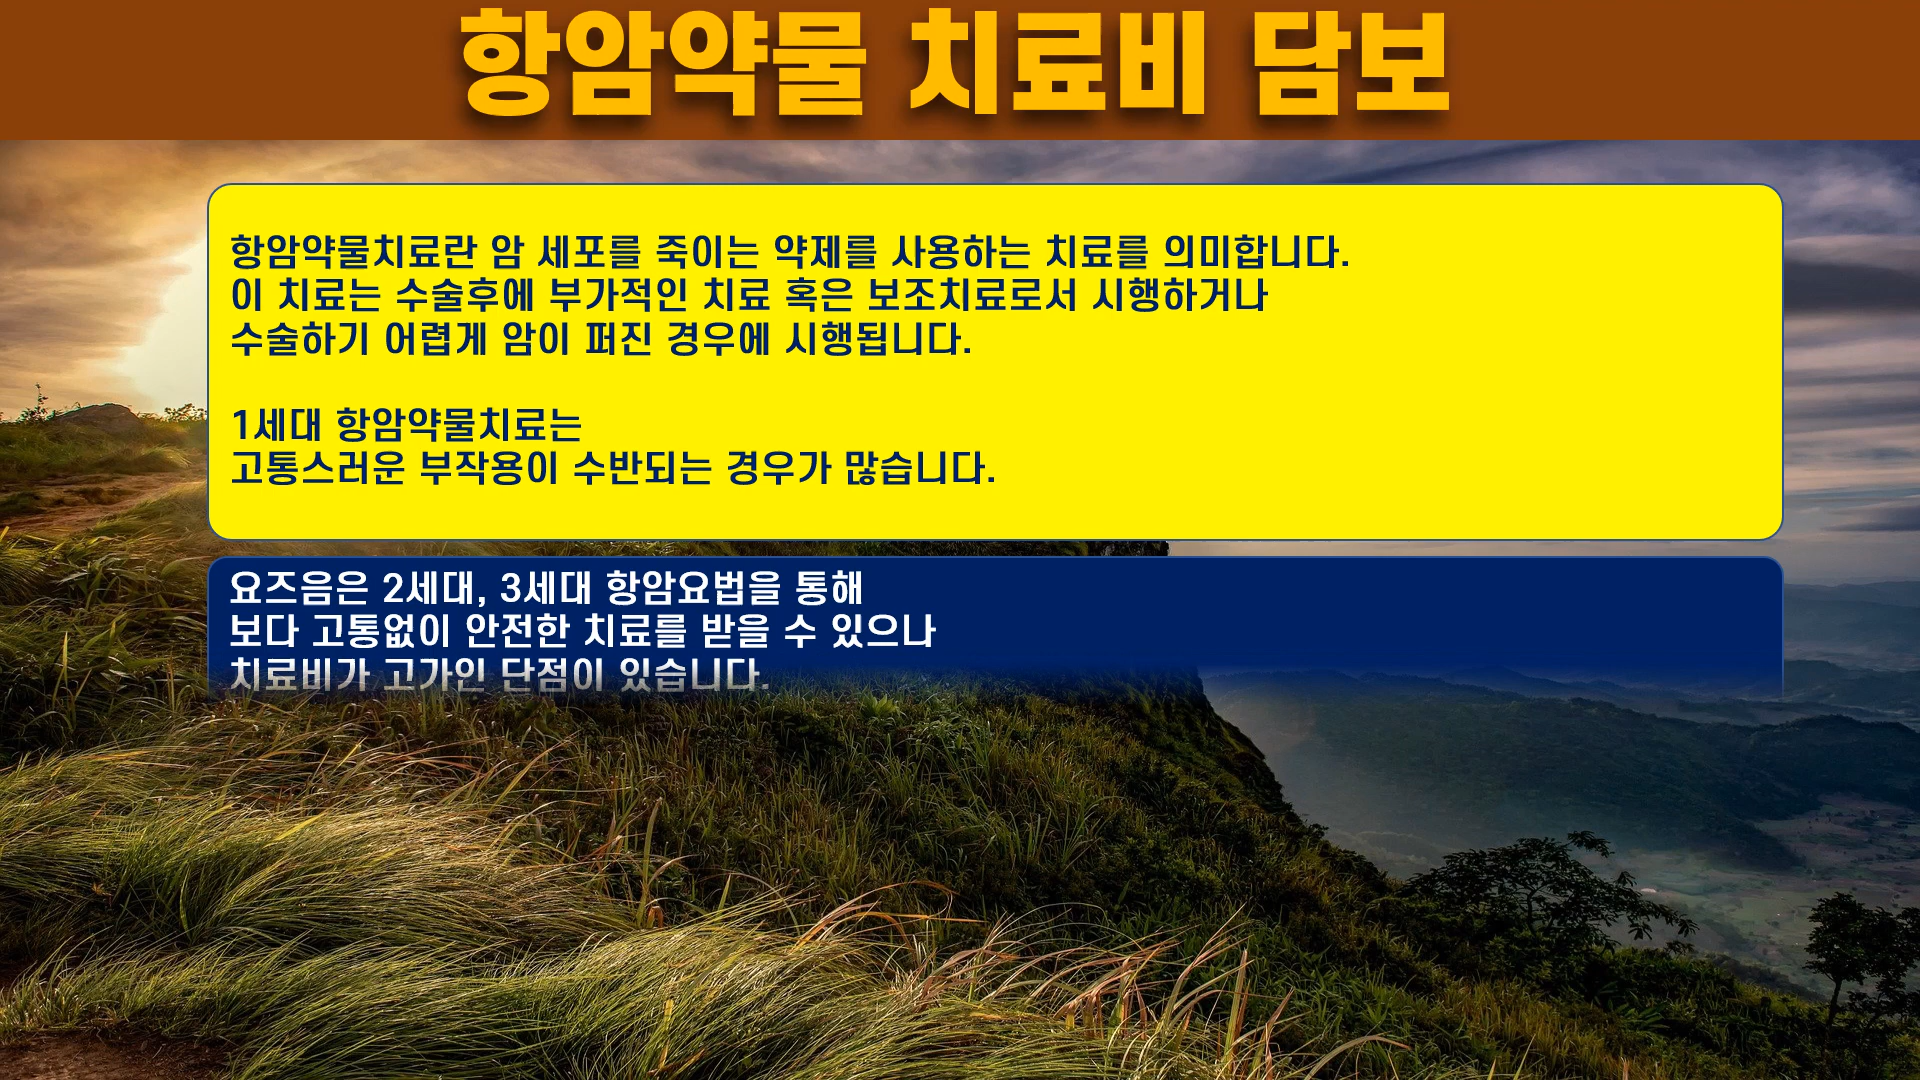 항암약물 치료비 담보
항암약물치료란 암 세포를 죽이는 약제를 사용하는 치료를 의미합니다.
이 치료는 수술후에 부가적인 치료 혹은 보조치료로서 시행하거나
수술하기 어렵게 암이 퍼진 경우에 시행됩니다.
1세대 항암약물치료는
고통스러운 부작용이 수반되는 경우가 많습니다.
요즈음은 2세대, 3세대 항암요법을 통해
보다 고통없이 안전한 치료를 받을 수 있으나
치료비가 고가인 단점이 있습니다.